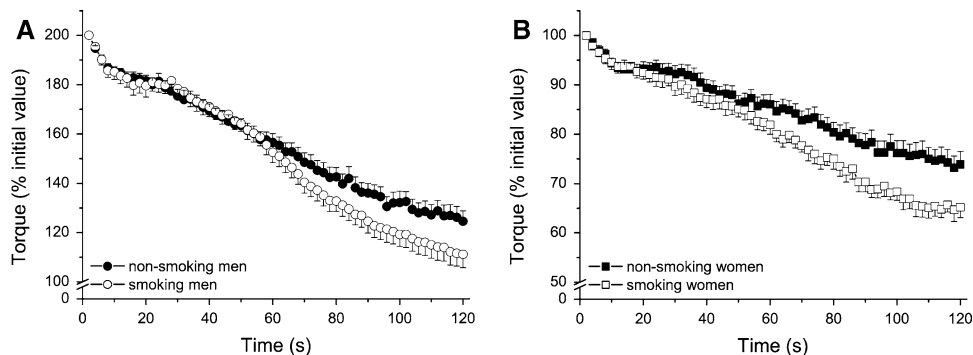 A
Torque (% initial value)
200
180
160
140
120
100
0
non-smoking men
smoking men
0 20 40 60 80 100 120
Time (s)
B
Torque (% initial value)
100
90
80
70
60
50
0
non-smoking women
smoking women
0 20 40 60 80 100 120
Time (s)